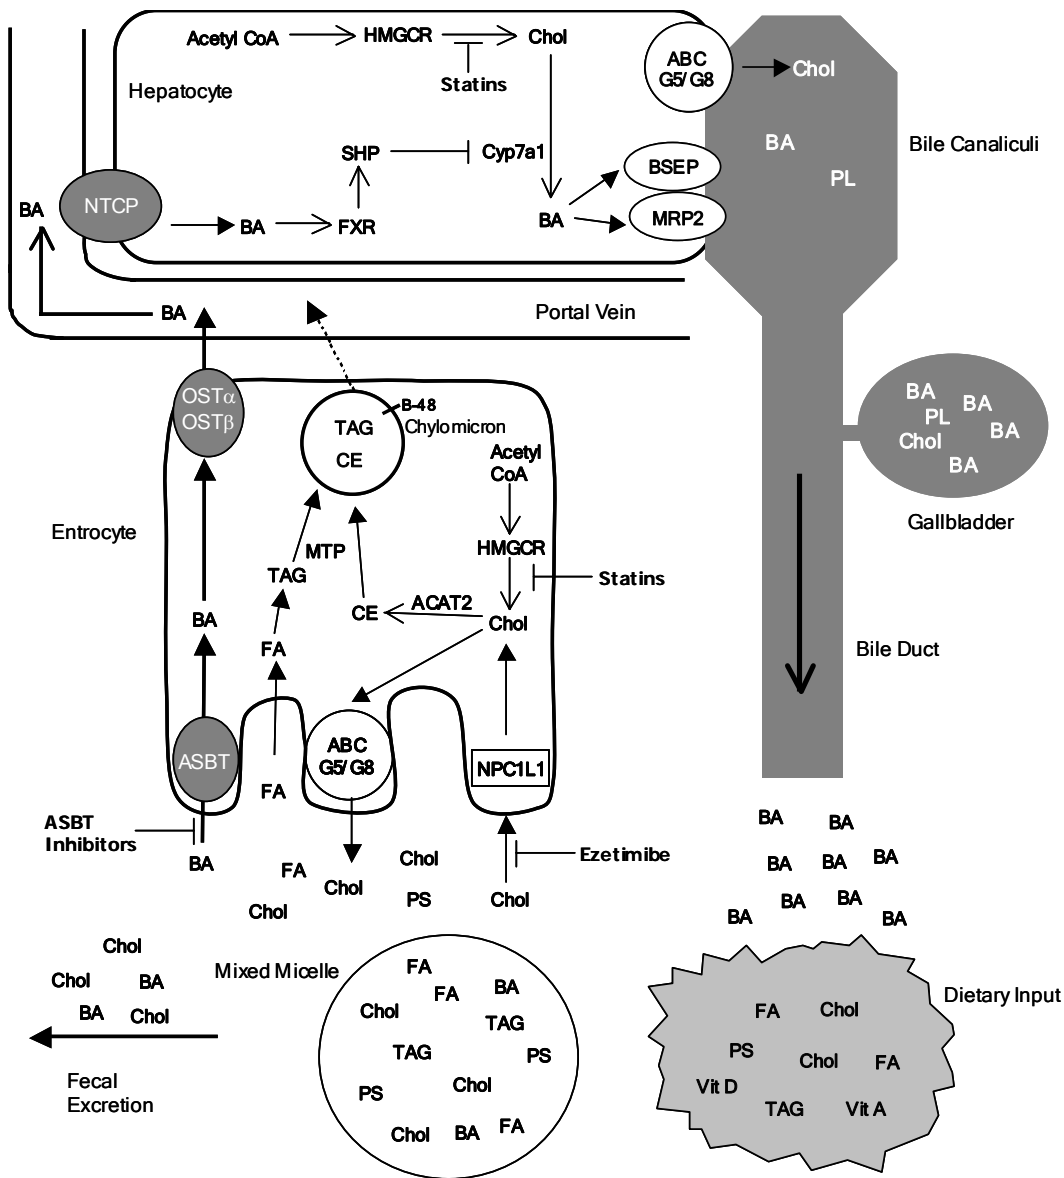 Acetyl CoA
HMGCR
Chol
Statins
Hepatocyte
SHP
Cyp7a1
NTCP
BA
BA
FXR
BA
BSEP
MRP2
ABC
G5/G8
Chol
BA
PL
Bile Canaliculi
BA
Portal Vein
OSTα
OSTβ
B-48
Chylomicron
TAG
CE
Acetyl
CoA
HMGCR
Statins
Entrocyte
MTP
TAG
CE
ACAT2
Chol
BA
FA
ASBT
ABC
G5/G8
NPC1L1
FA
ASBT
Inhibitors
BA
FA
Chol
Chol
Chol
PS
Chol
Ezetimibe
BA
PL
BA
Chol
BA
BA
Gallbladder
Bile Duct
BA
BA
BA
BA
BA
BA
BA
BA
BA
Chol
Chol
BA
BA
Chol
Fecal
Excretion
Mixed Micelle
FA
FA
BA
Chol
TAG
TAG
PS
PS
Chol
Chol
BA
FA
Dietary Input
FA
Chol
PS
Chol
FA
Vit D
TAG
Vit A